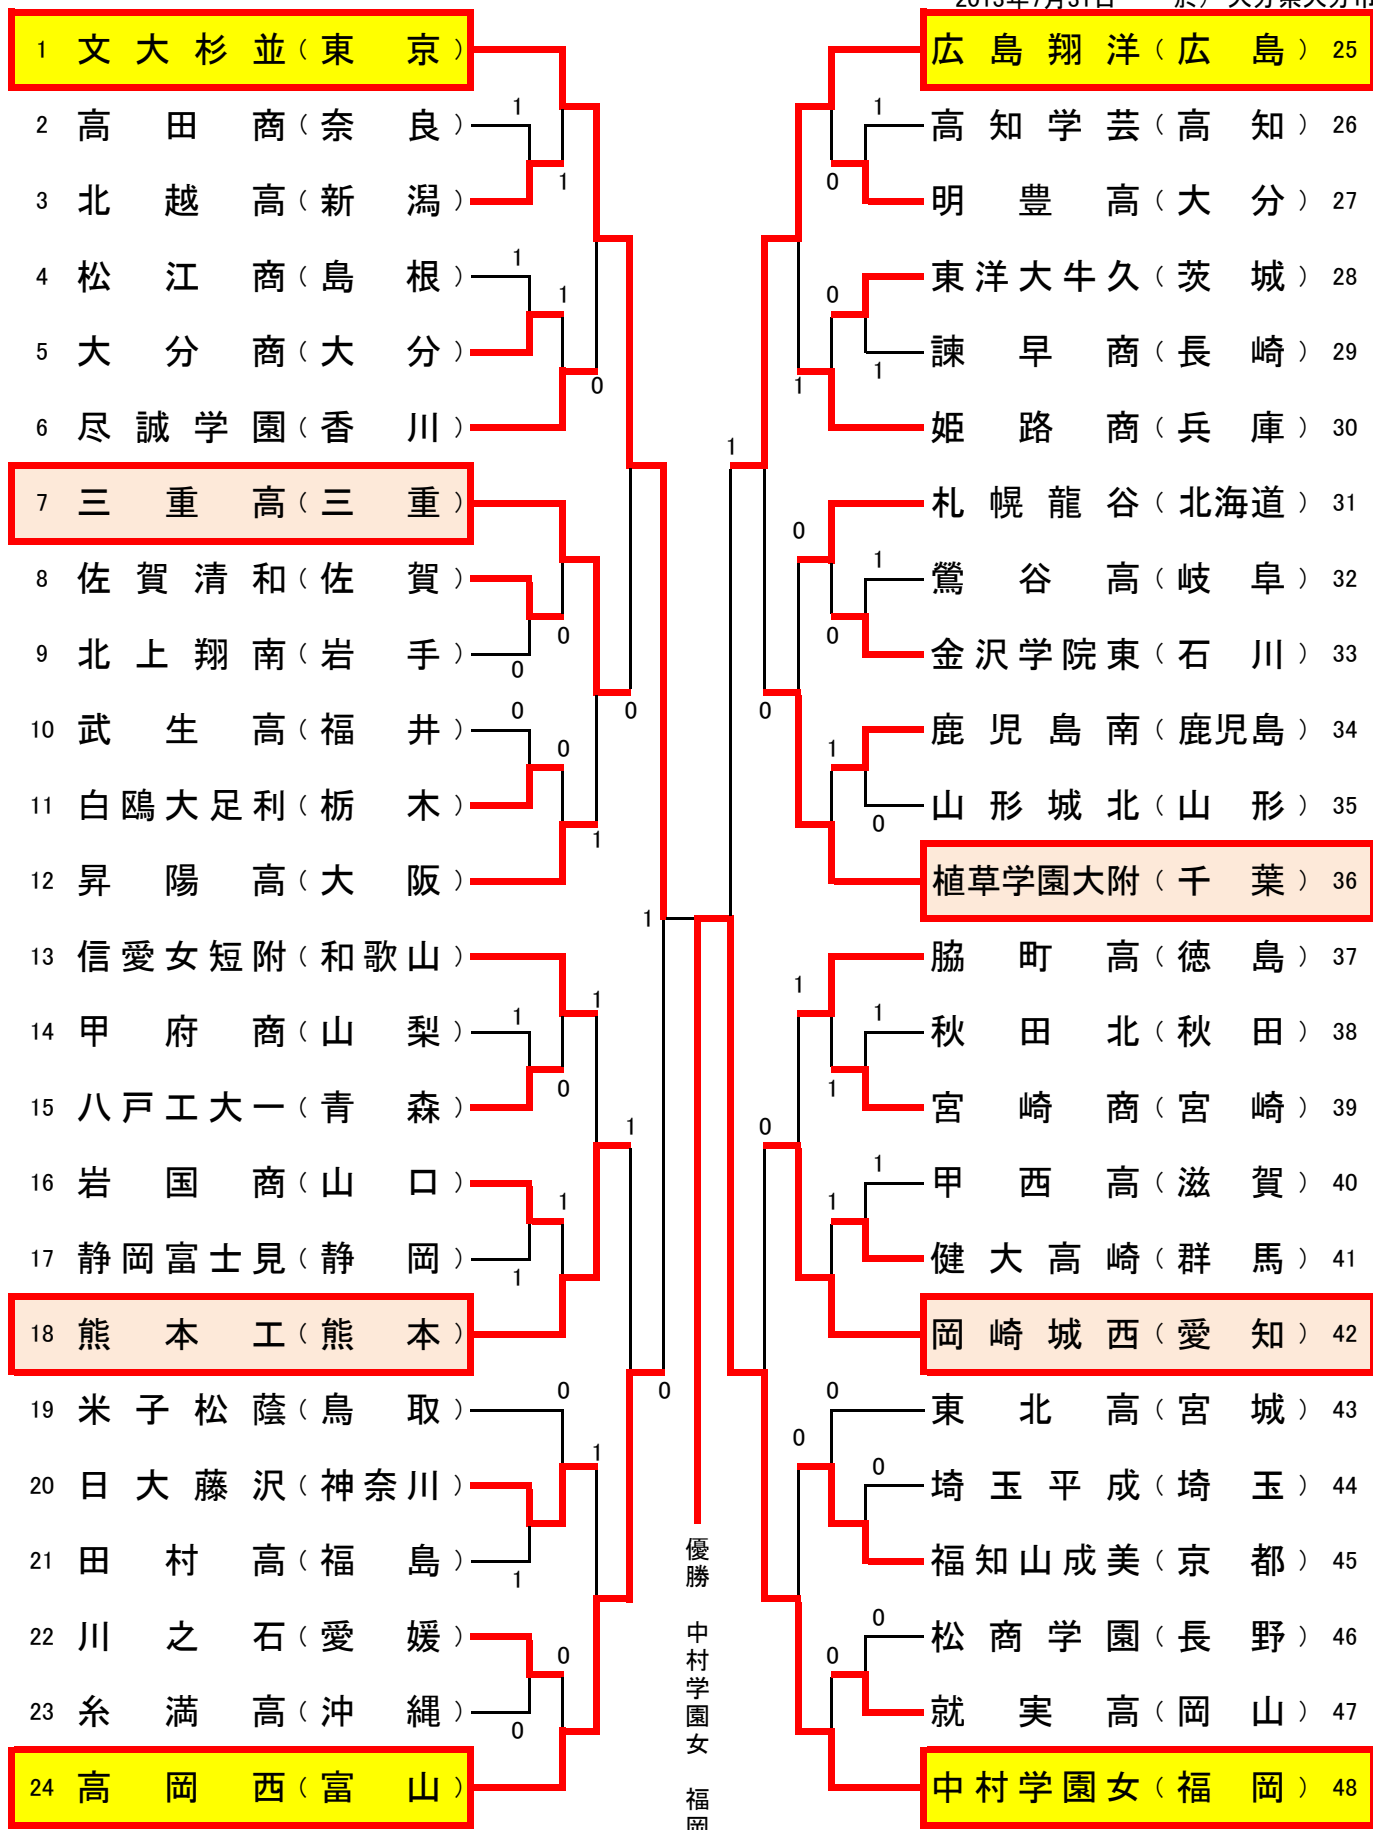 2013年7月31日 於）大分県大分市
1 文大杉並（東京）
2 高田商（奈良）
3 北越高（新潟）
4 松江商（島根）
5 大分商（大分）
6 尽誠学園（香川）
7 三重高（三重）
8 佐賀清和（佐賀）
9 北上翔南（岩手）
10 武生高（福井）
11 白鴎大足利（栃木）
12 昇陽高（大阪）
13 信愛女短附（和歌山）
14 甲府商（山梨）
15 八戸工大一（青森）
16 岩国商（山口）
17 静岡富士見（静岡）
18 熊本工（熊本）
19 米子松蔭（鳥取）
20 日大藤沢（神奈川）
21 田村高（福島）
22 川之石（愛媛）
23 糸満高（沖縄）
24 高岡西（富山）
1
1
1
1
0
0
0
0
0
0
1
1
1
1
0
1
1
1
0
0
1
1
0
0
1
優勝 中村学園女 福岡
1
1
0
0
1
1
0
1
0
0
1
0
1
1
1
0
1
1
0
0
0
0
0
広島翔洋（広島）25
高知学芸（高知）26
明豊高（大分）27
東洋大牛久（茨城）28
諫早商（長崎）29
姫路商（兵庫）30
札幌龍谷（北海道）31
鶯谷高（岐阜）32
金沢学院東（石川）33
鹿児島南（鹿児島）34
山形城北（山形）35
植草学園大附（千葉）36
脇町高（徳島）37
秋田北（秋田）38
宮崎商（宮崎）39
甲西高（滋賀）40
健大高崎（群馬）41
岡崎城西（愛知）42
東北高（宮城）43
埼玉平成（埼玉）44
福知山成美（京都）45
松商学園（長野）46
就実高（岡山）47
中村学園女（福岡）48